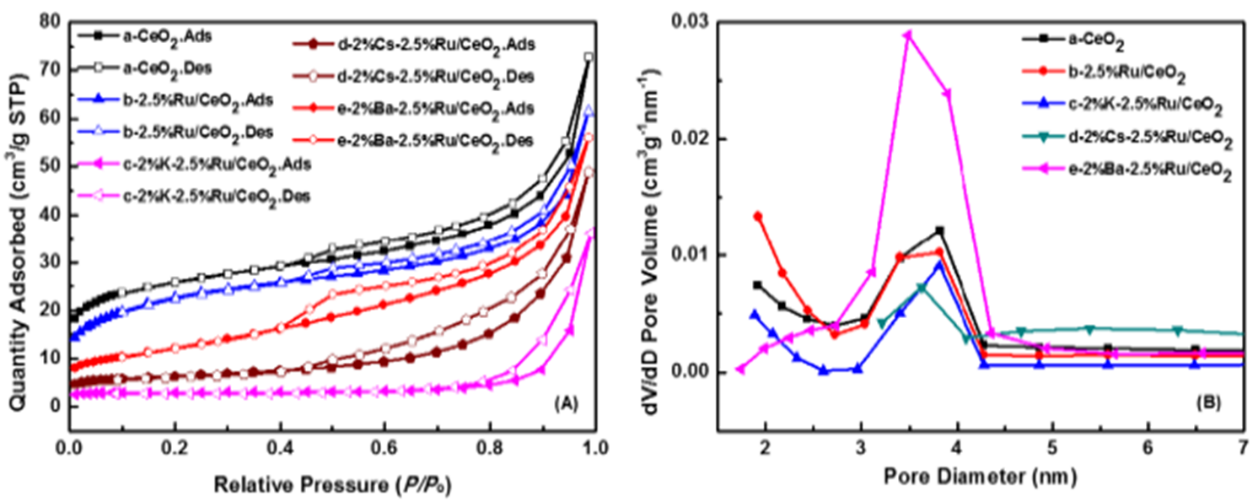 80
70
60
50
40
30
20
10
0
Quantity Adsorbed (cm³/g STP)
a-CeO₂.Ads
a-CeO₂.Des
b-2.5%Ru/CeO₂.Ads
b-2.5%Ru/CeO₂.Des
c-2%K-2.5%Ru/CeO₂.Ads
c-2%K-2.5%Ru/CeO₂.Des
d-2%Cs-2.5%Ru/CeO₂.Ads
d-2%Cs-2.5%Ru/CeO₂.Des
e-2%Ba-2.5%Ru/CeO₂.Ads
e-2%Ba-2.5%Ru/CeO₂.Des
(A)
0.0 0.2 0.4 0.6 0.8 1.0
Relative Pressure (P/P₀)
0.03
0.02
0.01
0.00
dV/dD Pore Volume (cm³g⁻¹nm⁻¹)
a-CeO₂
b-2.5%Ru/CeO₂
c-2%K-2.5%Ru/CeO₂
d-2%Cs-2.5%Ru/CeO₂
e-2%Ba-2.5%Ru/CeO₂
(B)
2 3 4 5 6 7
Pore Diameter (nm)